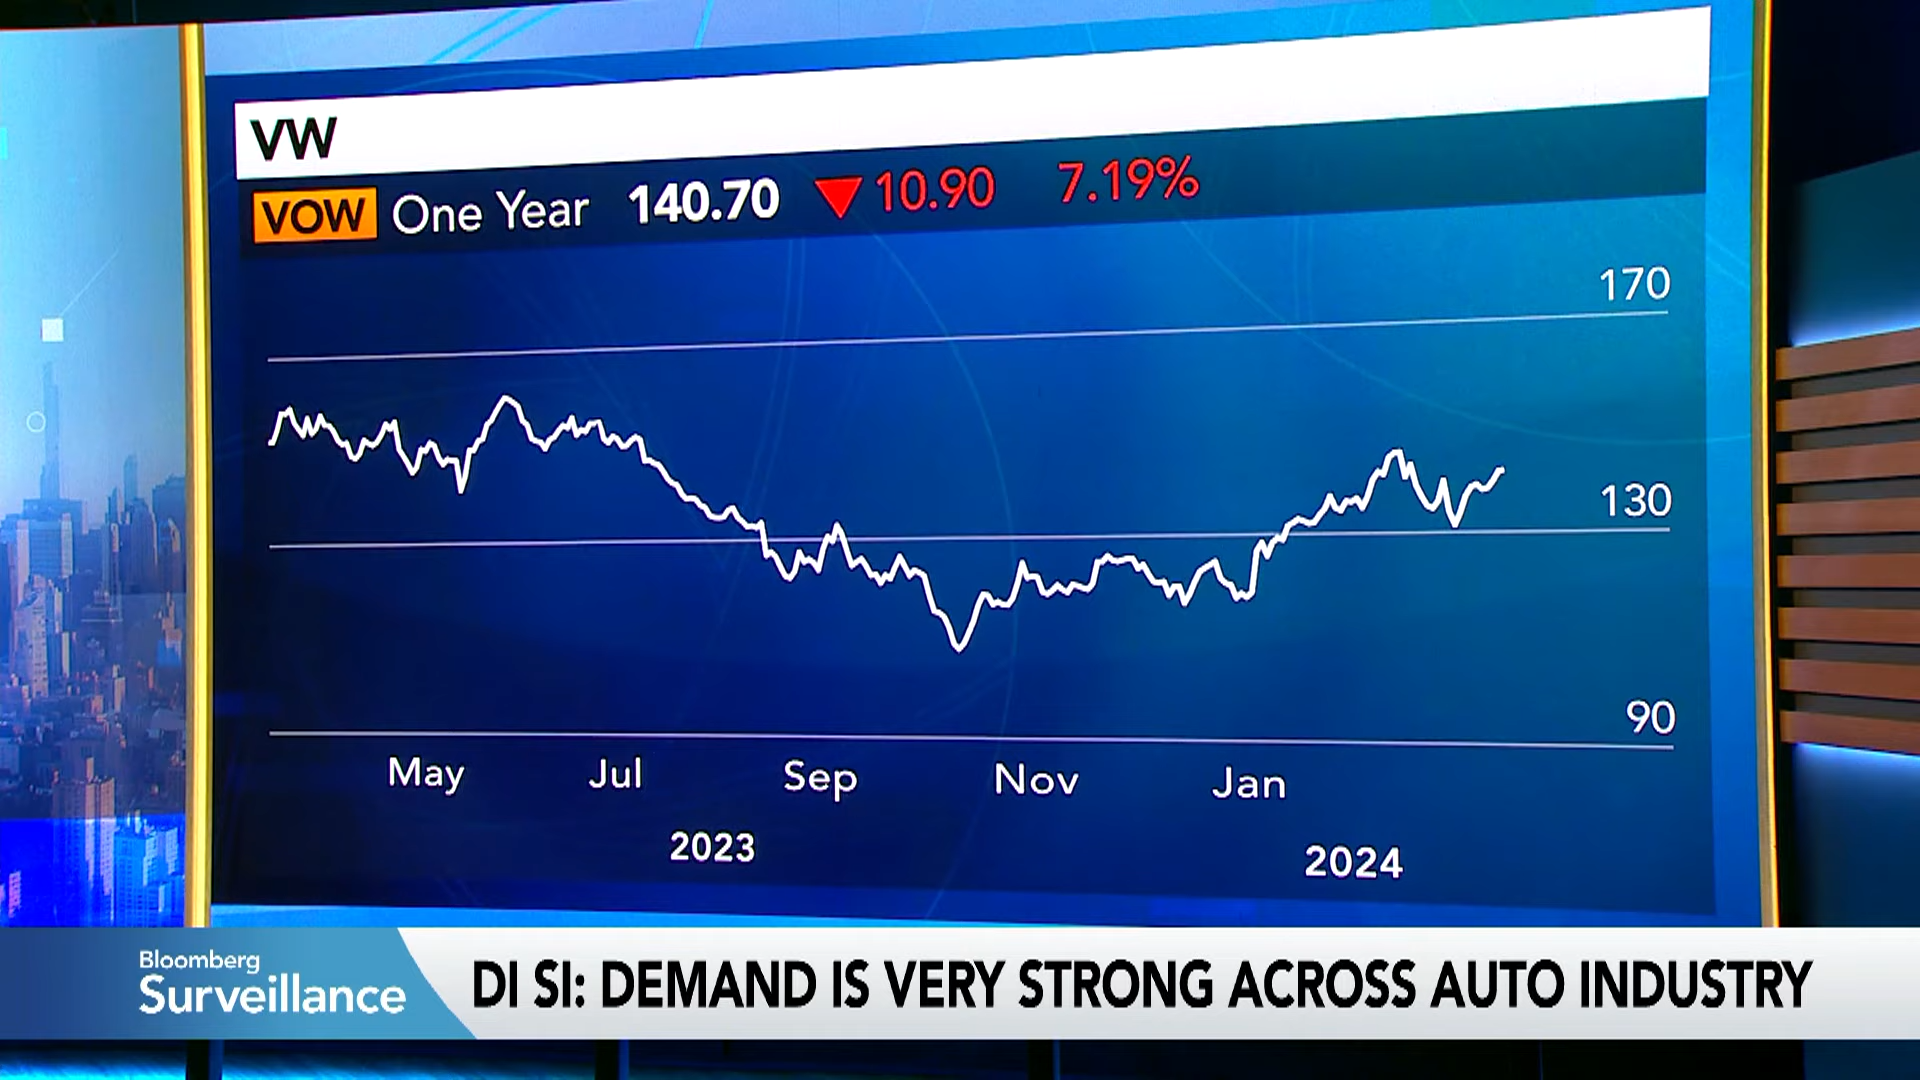 VW
VOW One Year 140.70 ▼10.90 7.19%
170
130
90
May Jul Sep Nov Jan
2023 2024
Bloomberg
Surveillance
DI SI: DEMAND IS VERY STRONG ACROSS AUTO INDUSTRY